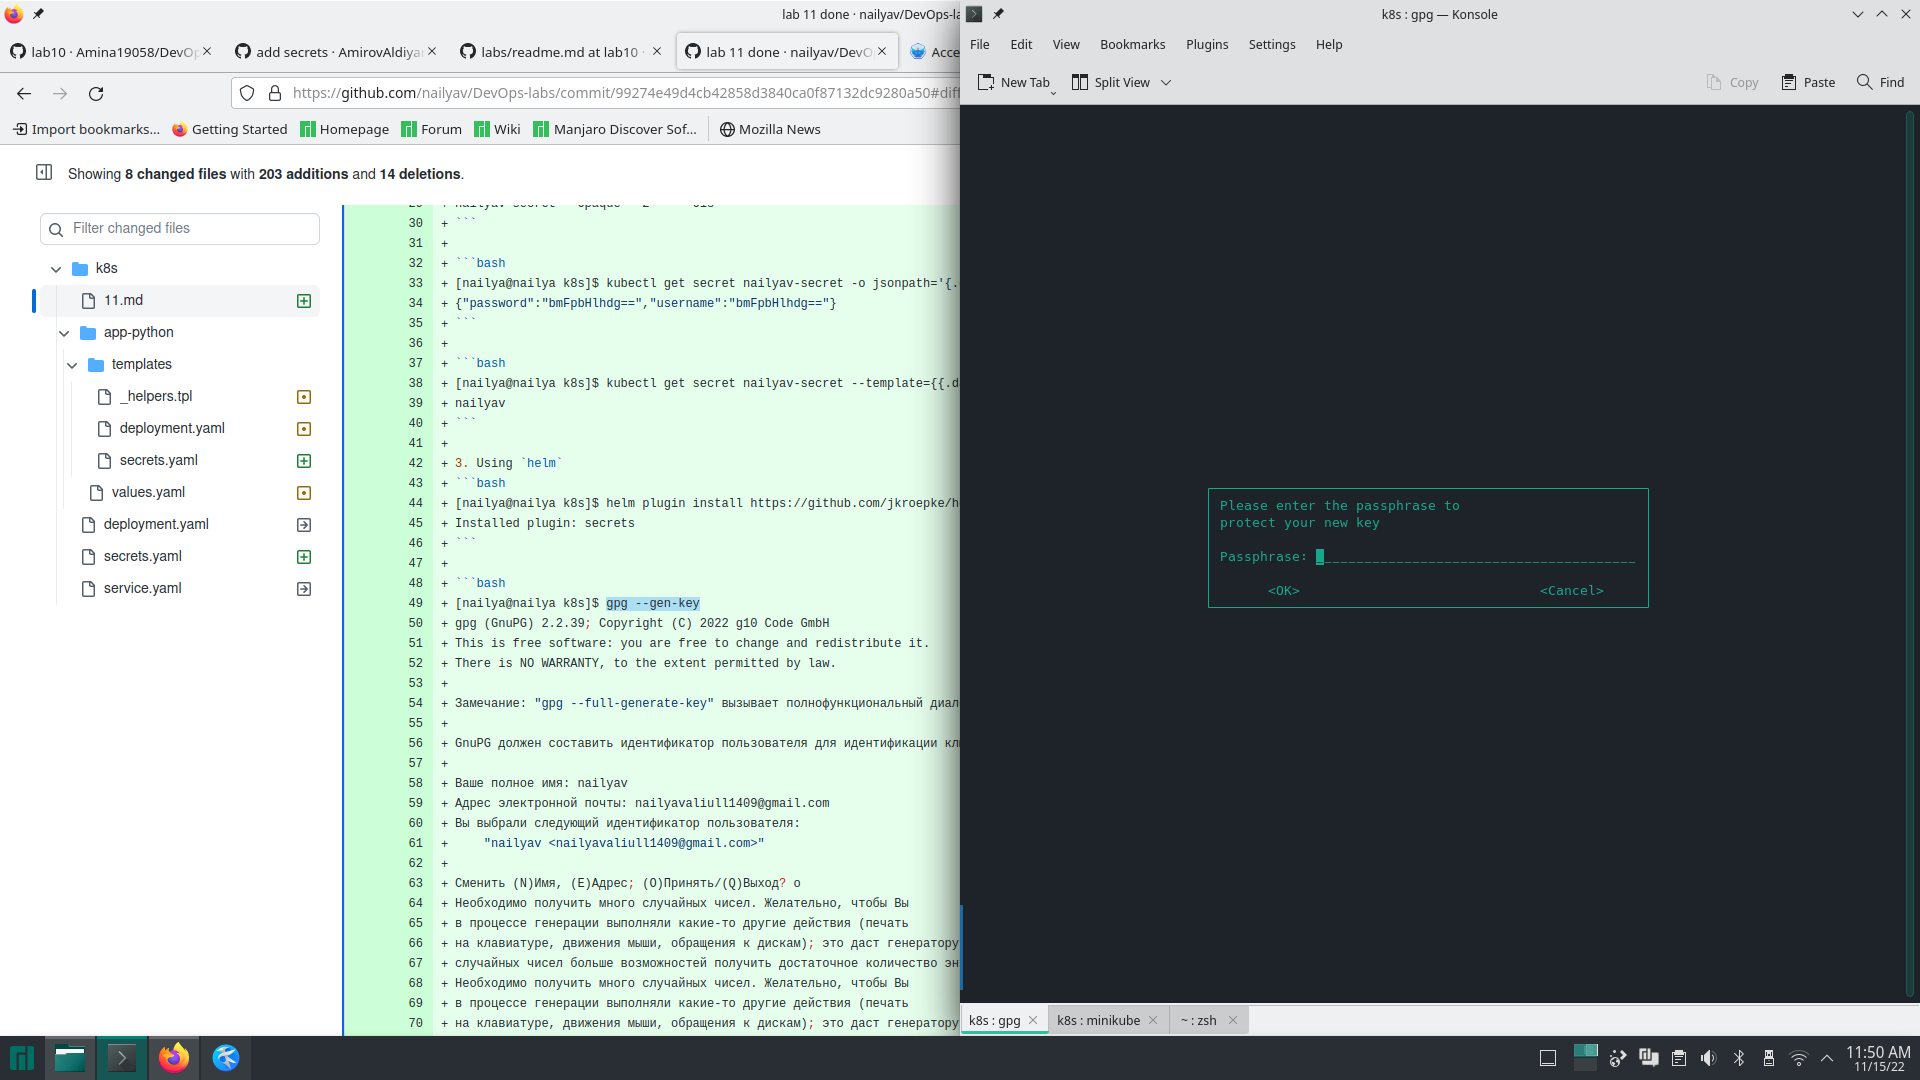 lab 11 done · nailyav/DevOps-la
k8s : gpg — Konsole
lab10 · Amina19058/DevOp
add secrets · AmirovAldiyar
labs/readme.md at lab10 ·
lab 11 done · nailyav/DevO
Acce
File Edit View Bookmarks Plugins Settings Help
New Tab
Split View
Copy
Paste
Find
https://github.com/nailyav/DevOps-labs/commit/99274e49d4cb42858d3840ca0f87132dc9280a50#diff
Import bookmarks...
Getting Started
Homepage
Forum
Wiki
Manjaro Discover Sof...
Mozilla News
Showing 8 changed files with 203 additions and 14 deletions.
Filter changed files
k8s
11.md
app-python
templates
_helpers.tpl
deployment.yaml
secrets.yaml
values.yaml
deployment.yaml
secrets.yaml
service.yaml
30 + ```
31 +
32 + ```bash
33 + [nailya@nailya k8s]$ kubectl get secret nailyav-secret -o jsonpath='{.
34 + {"password":"bmFpbHlhdg==","username":"bmFpbHlhdg=="}
35 + ```
36 +
37 + ```bash
38 + [nailya@nailya k8s]$ kubectl get secret nailyav-secret --template={{.d
39 + nailyav
40 + ```
41 +
42 + 3. Using `helm`
43 + ```bash
44 + [nailya@nailya k8s]$ helm plugin install https://github.com/jkroepke/he
45 + Installed plugin: secrets
46 + ```
47 +
48 + ```bash
49 + [nailya@nailya k8s]$ gpg --gen-key
50 + gpg (GnuPG) 2.2.39; Copyright (C) 2022 g10 Code GmbH
51 + This is free software: you are free to change and redistribute it.
52 + There is NO WARRANTY, to the extent permitted by law.
53 +
54 + Замечание: "gpg --full-generate-key" вызывает полнофункциональный диал
55 +
56 + GnuPG должен составить идентификатор пользователя для идентификации кл
57 +
58 + Ваше полное имя: nailyav
59 + Адрес электронной почты: nailyavaliull1409@gmail.com
60 + Вы выбрали следующий идентификатор пользователя:
61 + "nailyav <nailyavaliull1409@gmail.com>"
62 +
63 + Сменить (N)Имя, (E)Адрес; (O)Принять/(Q)Выход? o
64 + Необходимо получить много случайных чисел. Желательно, чтобы Вы
65 + в процессе генерации выполняли какие-то другие действия (печать
66 + на клавиатуре, движения мыши, обращения к дискам); это даст генератору
67 + случайных чисел больше возможностей получить достаточное количество эн
68 + Необходимо получить много случайных чисел. Желательно, чтобы Вы
69 + в процессе генерации выполняли какие-то другие действия (печать
70 + на клавиатуре, движения мыши, обращения к дискам); это даст генератору
Please enter the passphrase to
protect your new key
Passphrase: ________________________________________
<OK> <Cancel>
k8s : gpg
k8s : minikube
~ : zsh
11:50 AM
11/15/22